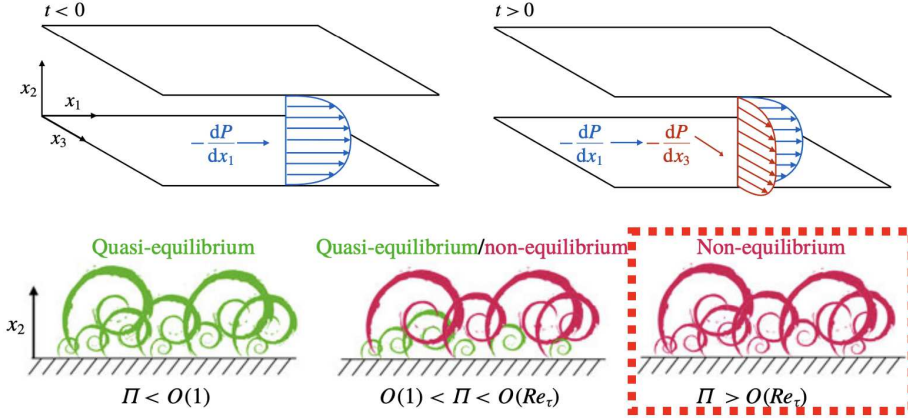 t < 0
t > 0
x₂
x₁
x₃
−dP/dx₁
−dP/dx₁
−dP/dx₃
Quasi-equilibrium
Quasi-equilibrium/non-equilibrium
Non-equilibrium
x₂
Π < O(1)
O(1) < Π < O(Reτ)
Π > O(Reτ)